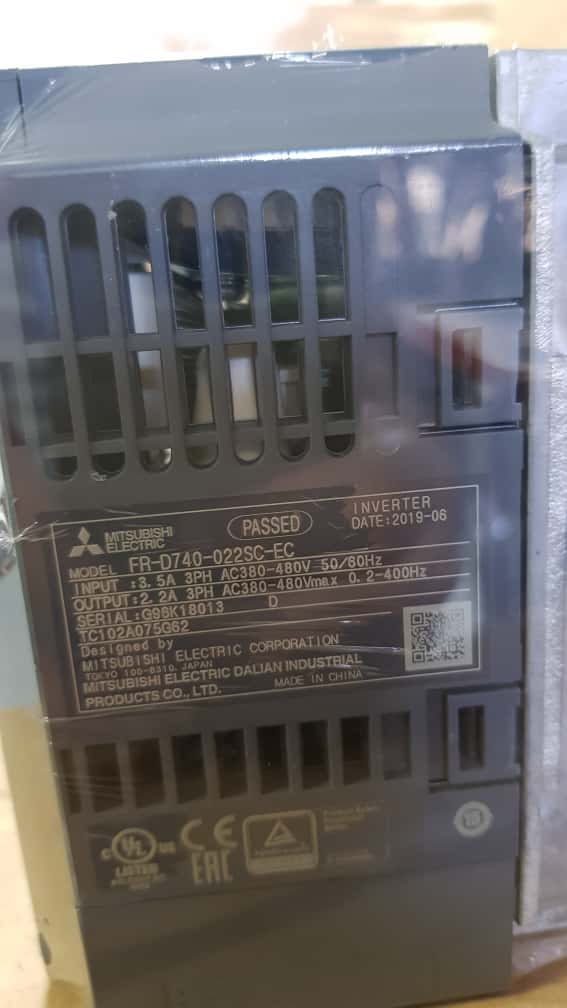 MITSUBISHI
ELECTRIC
PASSED
INVERTER
DATE:2019-06
MODEL FR-D740-022SC-EC
INPUT :3.5A 3PH AC380-480V 50/60Hz
OUTPUT:2.2A 3PH AC380-480Vmax 0.2-400Hz
SERIAL:G96K18013 D
TC102A075G62
Designed by
MITSUBISHI ELECTRIC CORPORATION
TOKYO 100-8310, JAPAN
MITSUBISHI ELECTRIC DALIAN INDUSTRIAL
PRODUCTS CO., LTD. MADE IN CHINA
C UL US
LISTED
CE
EAC